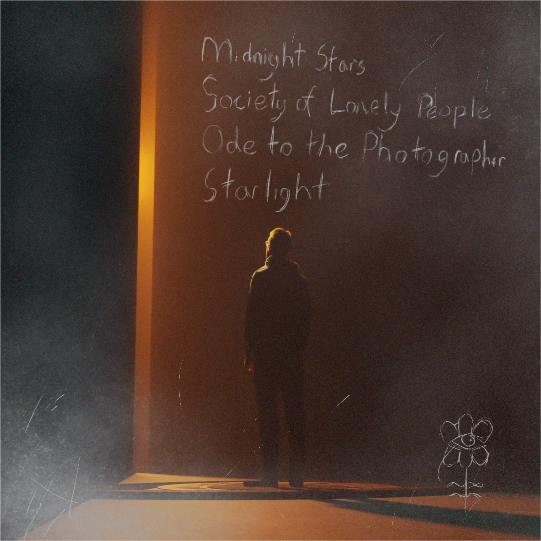 Midnight Stars
Society of Lonely People
Ode to the Photographer
Starlight